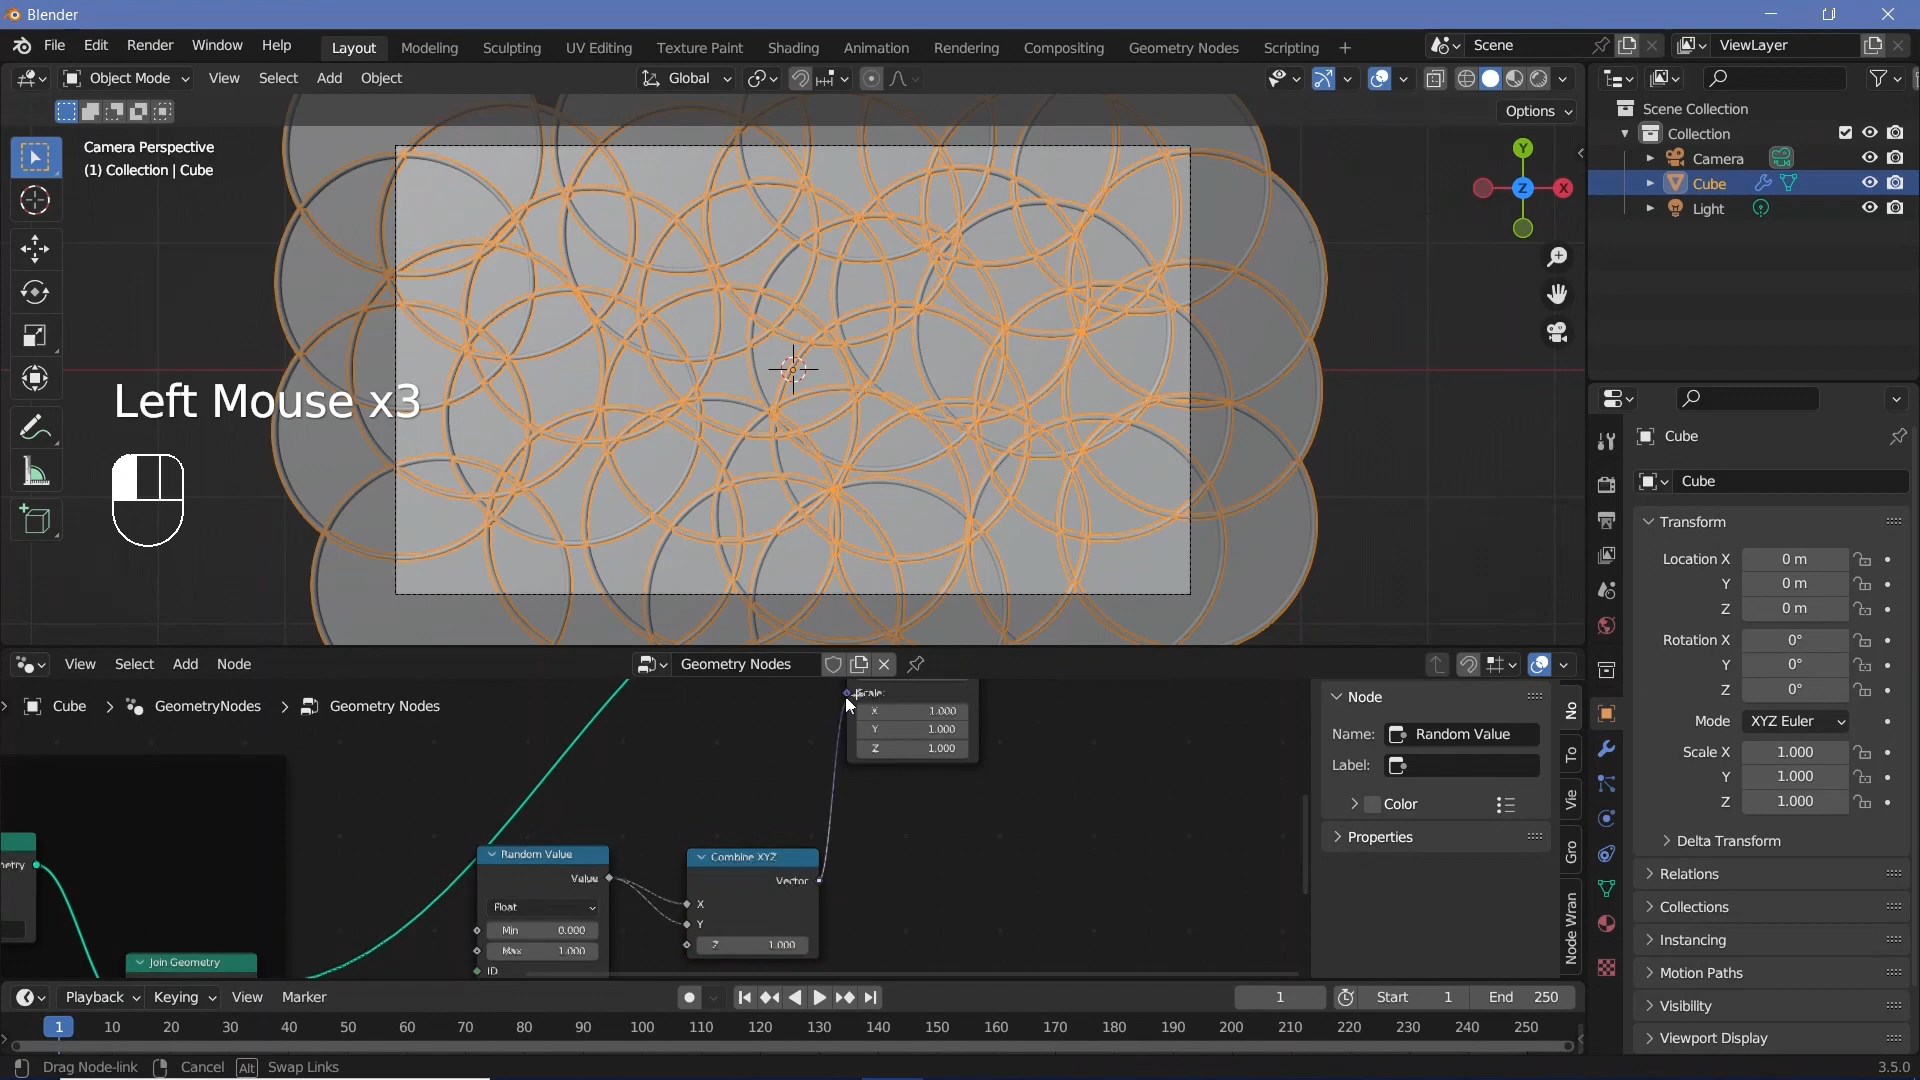 Blender
File Edit Render Window Help
Layout Modeling Sculpting UV Editing Texture Paint Shading Animation Rendering Compositing Geometry Nodes Scripting +
Scene
ViewLayer
Object Mode View Select Add Object
Global
Options
Camera Perspective
(1) Collection | Cube
Y
X
Z
Left Mouse x3
Scene Collection
Collection
Camera
Cube
Light
Cube
Cube
Transform
Location X 0 m
Y 0 m
Z 0 m
Rotation X 0°
Y 0°
Z 0°
Mode XYZ Euler
Scale X 1.000
Y 1.000
Z 1.000
Delta Transform
Relations
Collections
Instancing
Motion Paths
Visibility
Viewport Display
View Select Add Node
Geometry Nodes
Cube > GeometryNodes > Geometry Nodes
Scale:
X 1.000
Y 1.000
Z 1.000
Random Value
Value
Float
Min 0.000
Max 1.000
ID
Combine XYZ
Vector
X
Y
Z 1.000
Join Geometry
Node
Name: Random Value
Label:
Color
Properties
No
To
Vie
Gro
Node Wran
Playback Keying View Marker
1
Start 1
End 250
1 10 20 30 40 50 60 70 80 90 100 110 120 130 140 150 160 170 180 190 200 210 220 230 240 250
Drag Node-link Cancel Alt Swap Links
3.5.0